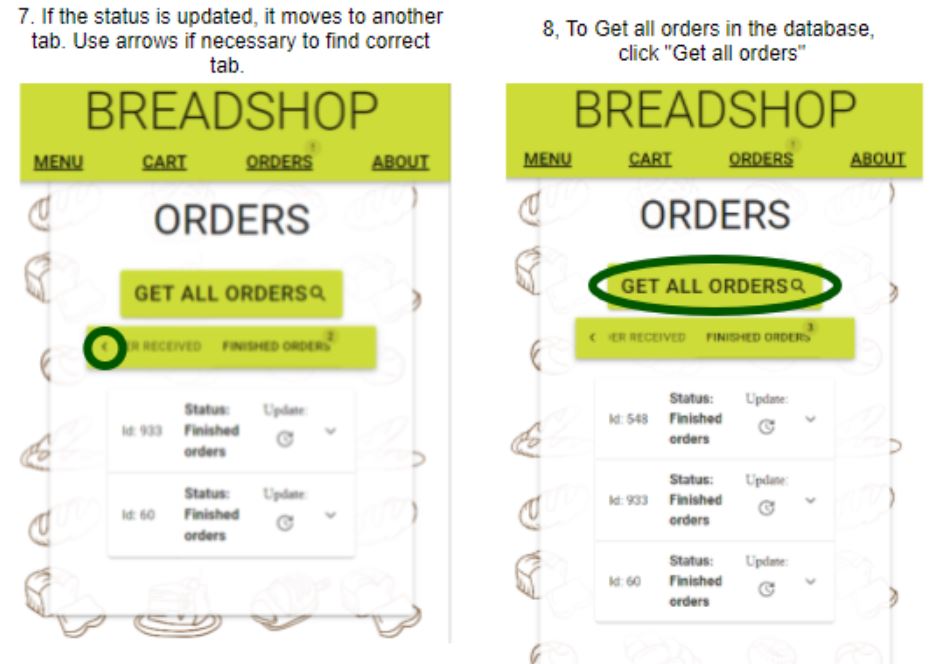 7. If the status is updated, it moves to another
tab. Use arrows if necessary to find correct
tab.
BREADSHOP
MENU CART ORDERS 1 ABOUT
ORDERS
GET ALL ORDERS
ER RECEIVED FINISHED ORDERS 2
Id: 933 Status: Finished orders Update:
Id: 60 Status: Finished orders Update:
8, To Get all orders in the database,
click "Get all orders"
BREADSHOP
MENU CART ORDERS 1 ABOUT
ORDERS
GET ALL ORDERS
ER RECEIVED FINISHED ORDERS 3
Id: 548 Status: Finished orders Update:
Id: 933 Status: Finished orders Update:
Id: 60 Status: Finished orders Update: